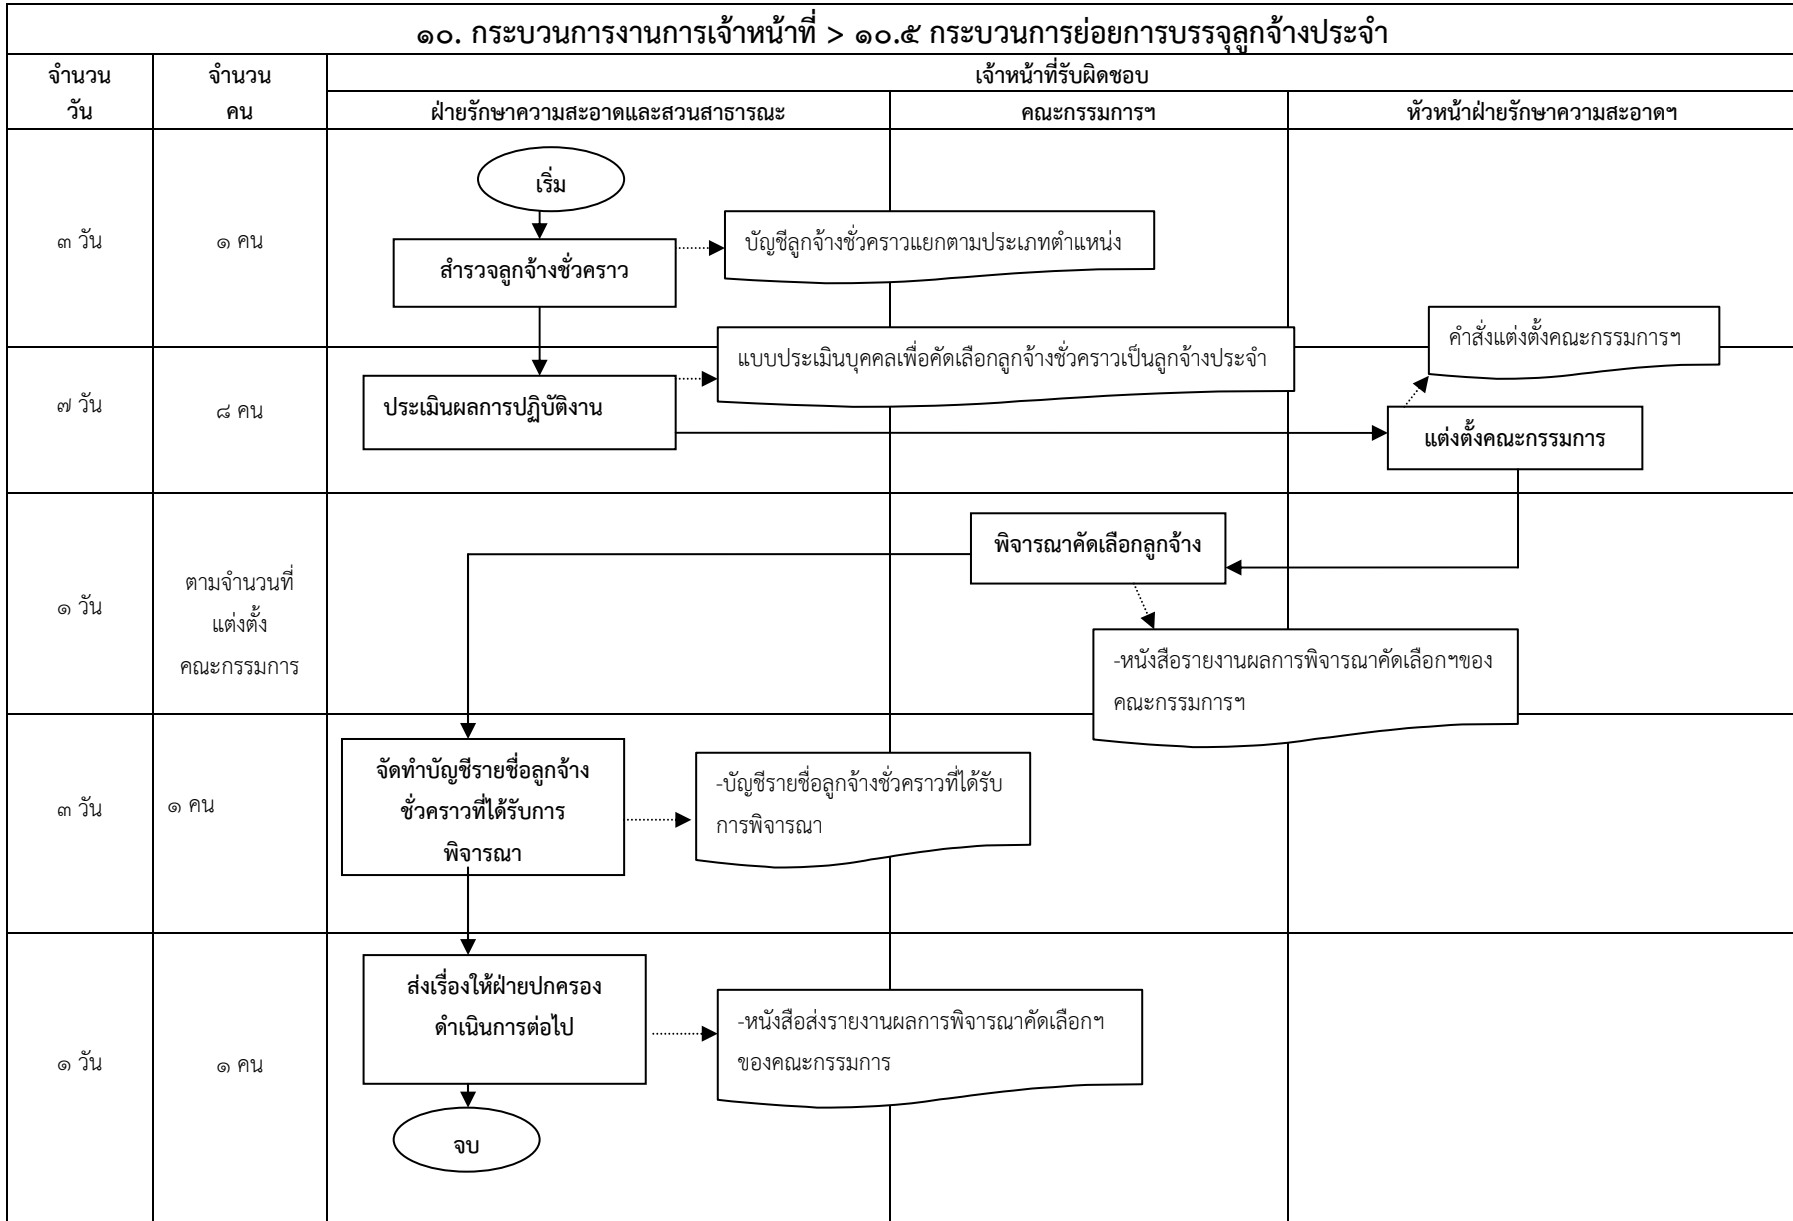 ๑๐. กระบวนการงานการเจ้าหน้าที่ > ๑๐.๕ กระบวนการย่อยการบรรจุลูกจ้างประจำ
จำนวน
วัน
จำนวน
คน
เจ้าหน้าที่รับผิดชอบ
ฝ่ายรักษาความสะอาดและสวนสาธารณะ
คณะกรรมการฯ
หัวหน้าฝ่ายรักษาความสะอาดฯ
เริ่ม
๓ วัน
๑ คน
สำรวจลูกจ้างชั่วคราว
บัญชีลูกจ้างชั่วคราวแยกตามประเภทตำแหน่ง
คำสั่งแต่งตั้งคณะกรรมการฯ
แบบประเมินบุคคลเพื่อคัดเลือกลูกจ้างชั่วคราวเป็นลูกจ้างประจำ
๗ วัน
๘ คน
ประเมินผลการปฏิบัติงาน
แต่งตั้งคณะกรรมการ
พิจารณาคัดเลือกลูกจ้าง
๑ วัน
ตามจำนวนที่
แต่งตั้ง
คณะกรรมการ
-หนังสือรายงานผลการพิจารณาคัดเลือกฯของ
คณะกรรมการฯ
๓ วัน
๑ คน
จัดทำบัญชีรายชื่อลูกจ้าง
ชั่วคราวที่ได้รับการ
พิจารณา
-บัญชีรายชื่อลูกจ้างชั่วคราวที่ได้รับ
การพิจารณา
๑ วัน
๑ คน
ส่งเรื่องให้ฝ่ายปกครอง
ดำเนินการต่อไป
-หนังสือส่งรายงานผลการพิจารณาคัดเลือกฯ
ของคณะกรรมการ
จบ